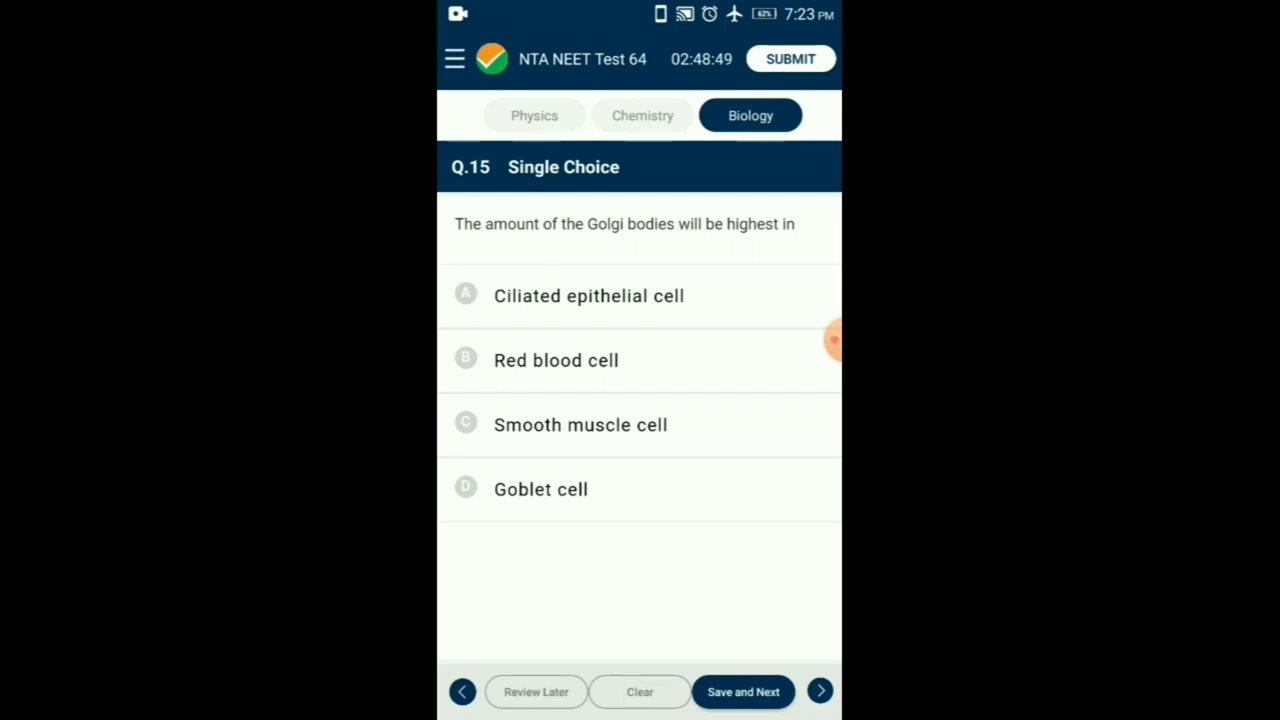 62% 7:23 PM
NTA NEET Test 64 02:48:49 SUBMIT
Physics Chemistry Biology
Q.15 Single Choice
The amount of the Golgi bodies will be highest in
A Ciliated epithelial cell
B Red blood cell
C Smooth muscle cell
D Goblet cell
Review Later Clear Save and Next